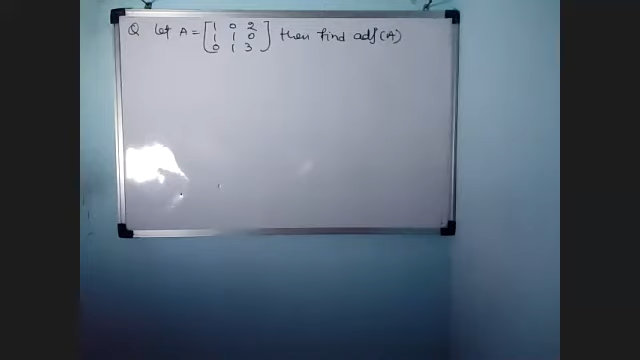 Q Let A = [ 1 0 2 then find adj(A)
1 1 0
0 1 3 ]